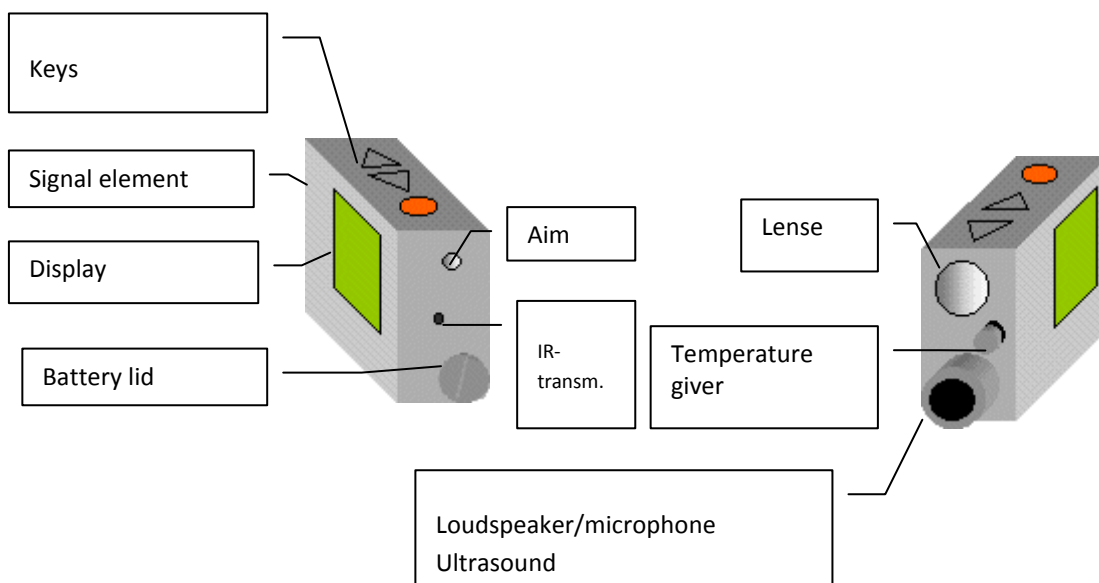 Keys
Signal element
Display
Battery lid
Aim
IR-
transm.
Lense
Temperature
giver
Loudspeaker/microphone
Ultrasound